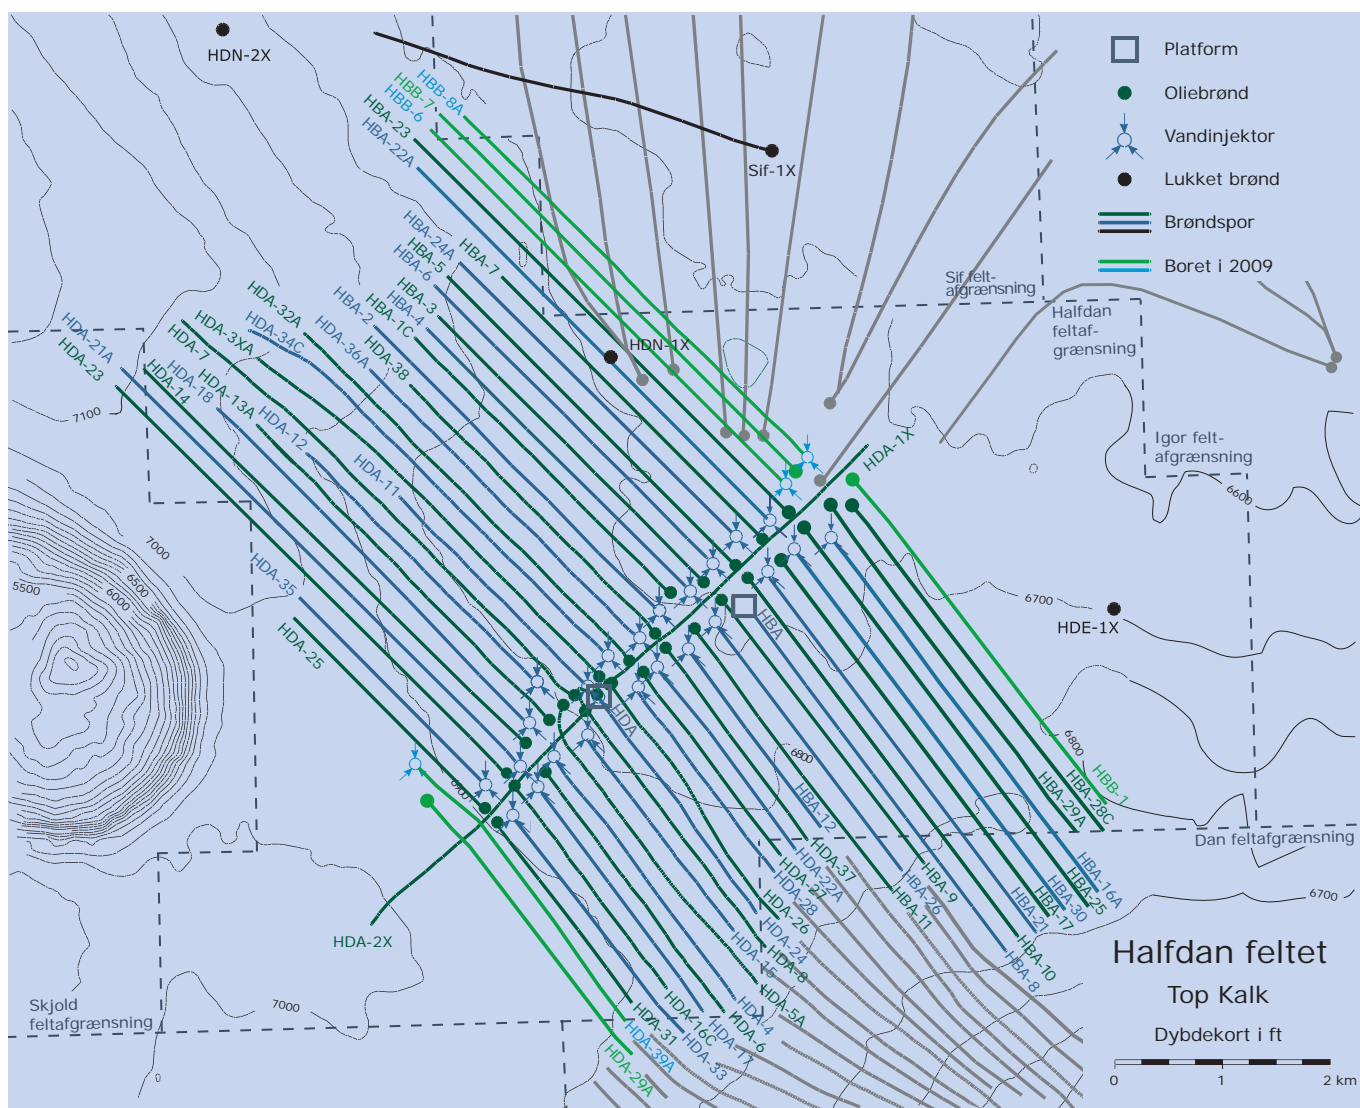 HDN-2X
HBB-8A
HBB-7
HBB-6
HBA-23
HBA-22A
Sif-1X
Platform
Oliebrønd
Vandinjektor
Lukket brønd
Brøndspor
Boret i 2009
Sif felt-
afgrænsning
Halfdan
feltaf-
grænsning
Igor felt-
afgrænsning
HDN-1X
HBA-24A
HBA-7
HBA-5
HBA-6
HBA-3
HBA-4
HBA-1C
HBA-2
HDA-38
HDA-36A
HDA-32A
HDA-34C
HDA-3XA
HDA-7
HDA-21A
HDA-23
HDA-14
HDA-18
HDA-13A
HDA-12
HDA-11
HDA-35
HDA-25
7100
7000
6500
6000
5500
HDA-1X
6600
6700
HDE-1X
HBA
HDA
6900
6800
6800
HBB-1
HBA-28C
HBA-29A
HBA-12
Dan feltafgrænsning
6700
HDA-37
HDA-22A
HDA-27
HDA-28
HDA-26
HDA-24
HDA-8
HDA-15
HDA-5A
HDA-4
HDA-6
HDA-17
HDA-16C
HDA-33
HDA-31
HDA-39A
HDA-29A
HBA-9
HBA-26
HBA-11
HBA-16A
HBA-25
HBA-30
HBA-17
HBA-21
HBA-10
HBA-8
HDA-2X
7000
Skjold
feltafgrænsning
Halfdan feltet
Top Kalk
Dybdekort i ft
0 1 2 km